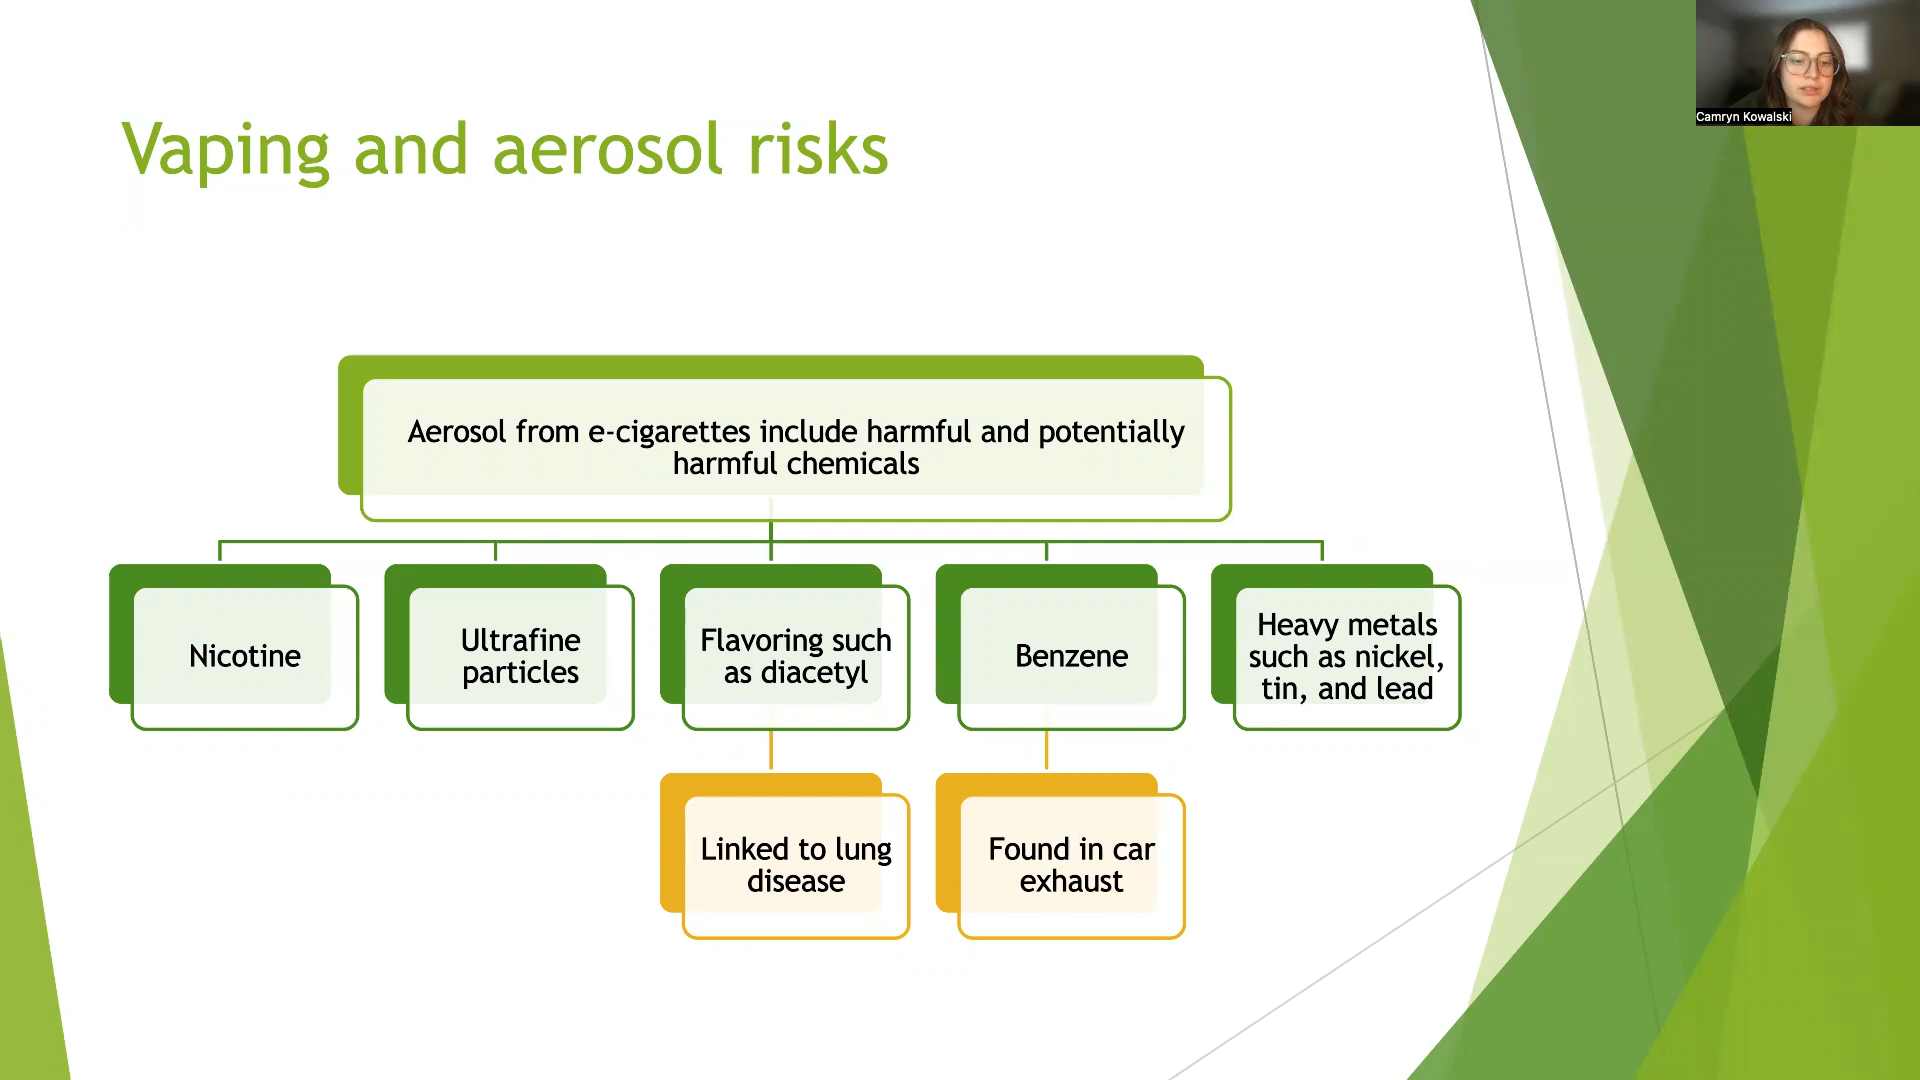 Vaping and aerosol risks
Camryn Kowalski
Aerosol from e-cigarettes include harmful and potentially
harmful chemicals
Nicotine
Ultrafine
particles
Flavoring such
as diacetyl
Benzene
Heavy metals
such as nickel,
tin, and lead
Linked to lung
disease
Found in car
exhaust